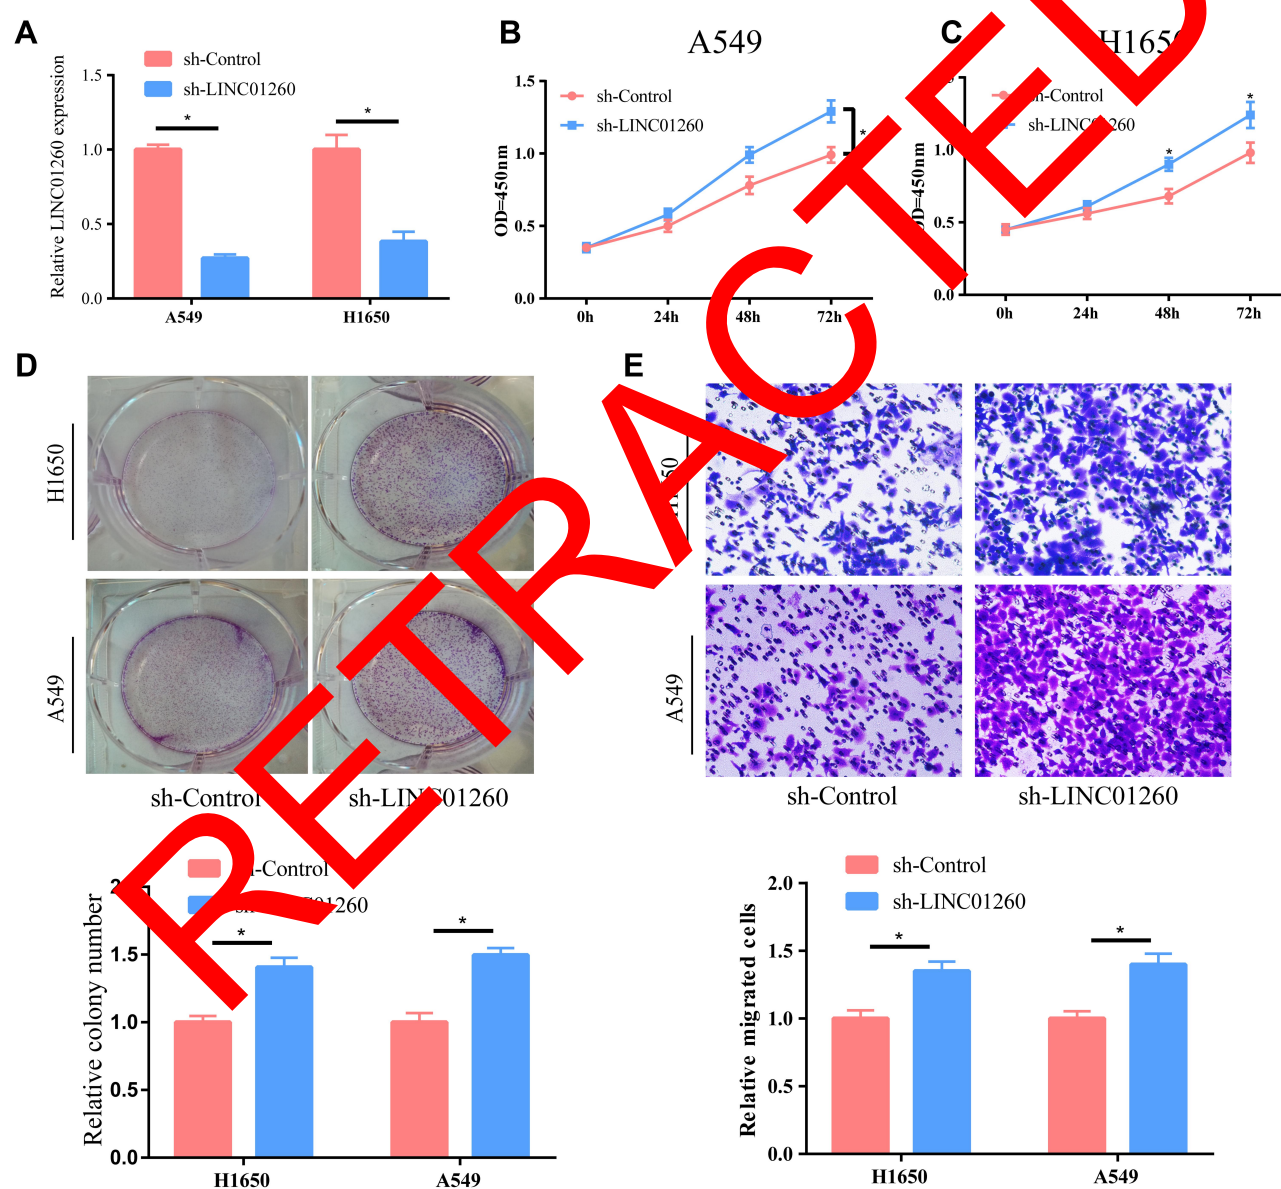 A
sh-Control
sh-LINC01260
Relative LINC01260 expression
1.5
1.0
0.5
0.0
*
*
A549
H1650
B
A549
sh-Control
sh-LINC01260
OD=450nm
1.5
1.0
0.5
0.0
*
0h
24h
48h
72h
C
sh-Control
1.0
0.5
0.0
*
*
0h
24h
48h
72h
RETRACTED
D
H1650
A549
sh-Control
sh-LINC01260
E
A549
sh-Control
sh-LINC01260
Relative colony number
1.5
1.0
0.5
0.0
*
*
H1650
A549
sh-Control
sh-LINC01260
Relative migrated cells
2.0
1.5
1.0
0.5
0.0
*
*
H1650
A549